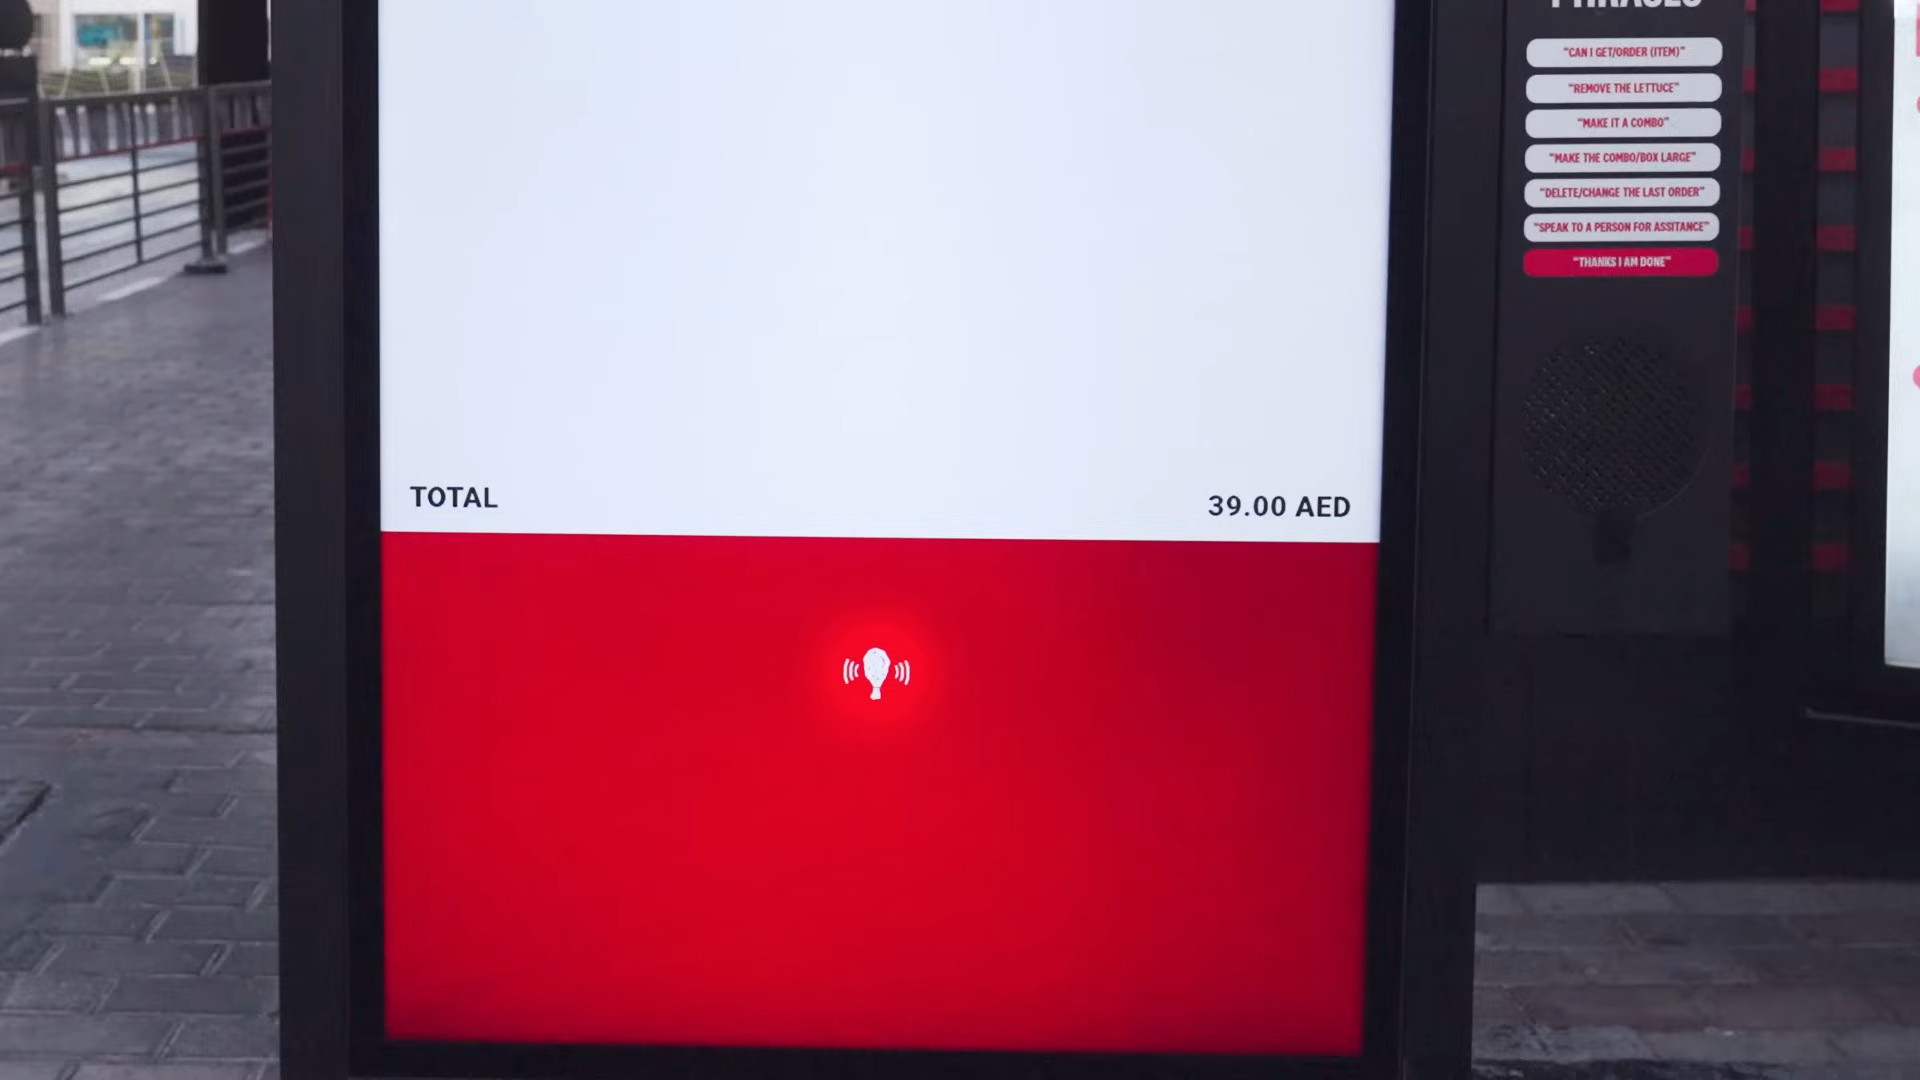 PHRASES
"CAN I GET/ORDER (ITEM)"
"REMOVE THE LETTUCE"
"MAKE IT A COMBO"
"MAKE THE COMBO/BOX LARGE"
"DELETE/CHANGE THE LAST ORDER"
"SPEAK TO A PERSON FOR ASSITANCE"
"THANKS I AM DONE"
TOTAL 39.00 AED